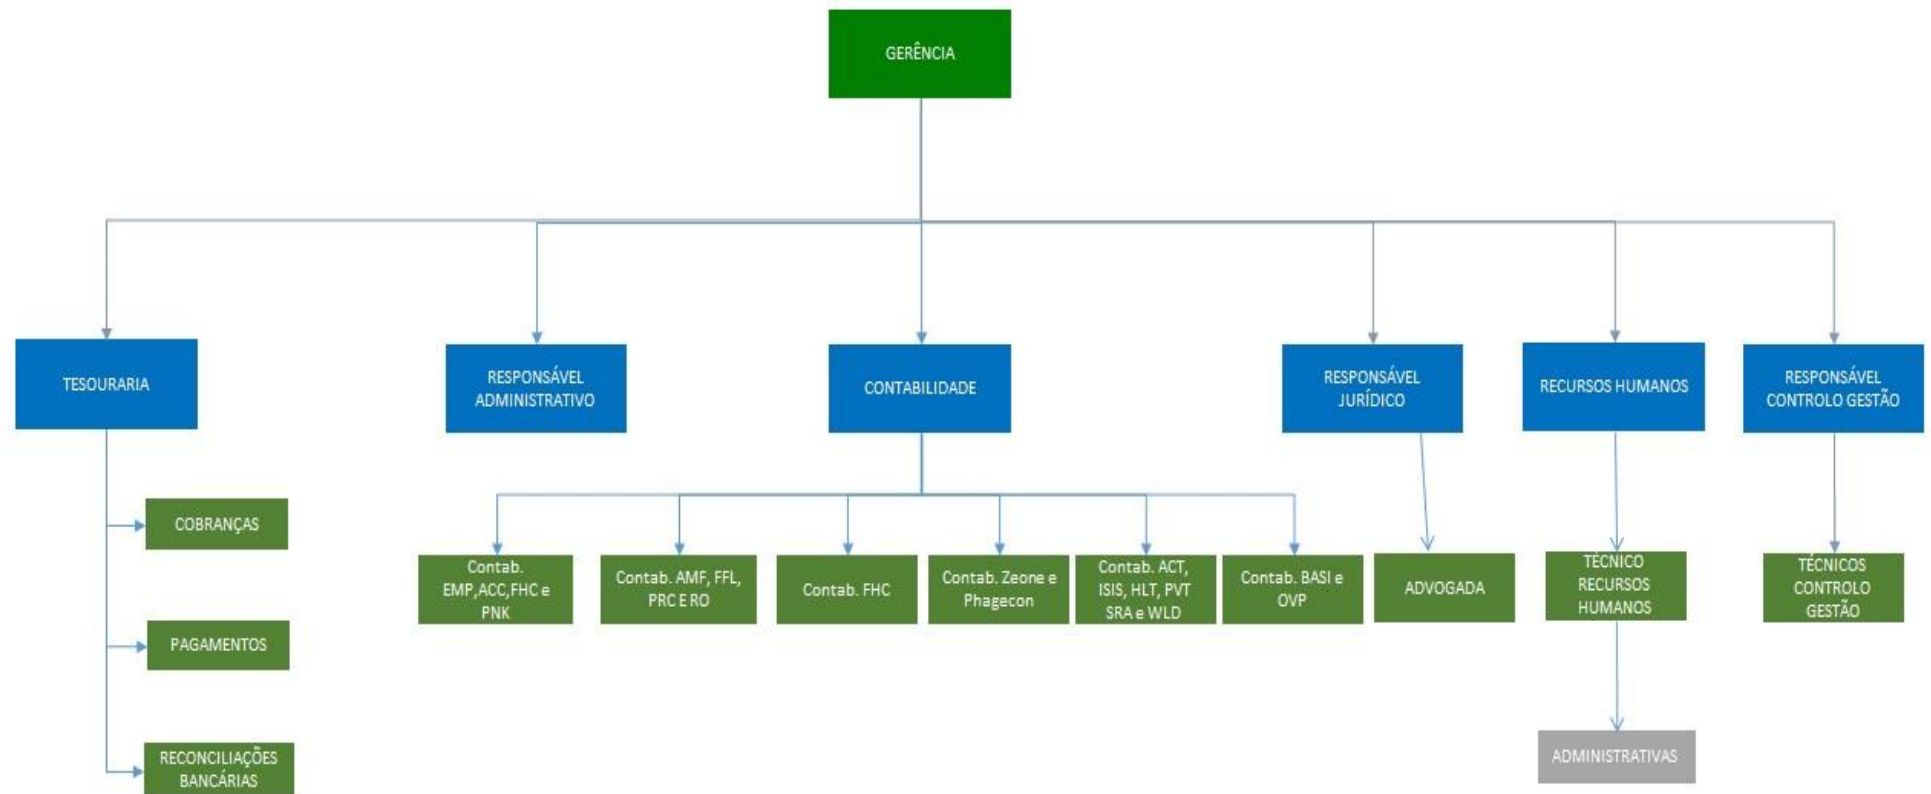 GERÊNCIA
TESOURARIA
RESPONSÁVEL
ADMINISTRATIVO
CONTABILIDADE
RESPONSÁVEL
JURÍDICO
RECURSOS HUMANOS
RESPONSÁVEL
CONTROLO GESTÃO
COBRANÇAS
PAGAMENTOS
RECONCILIAÇÕES
BANCÁRIAS
Contab.
EMP,ACC,FHC e
PNK
Contab. AMF, FFL,
PRC E RO
Contab. FHC
Contab. Zeone e
Phagecon
Contab. ACT,
ISIS, HLT, PVT
SRA e WLD
Contab. BASI e
OVP
ADVOGADA
TÉCNICO
RECURSOS
HUMANOS
TÉCNICOS
CONTROLO
GESTÃO
ADMINISTRATIVAS